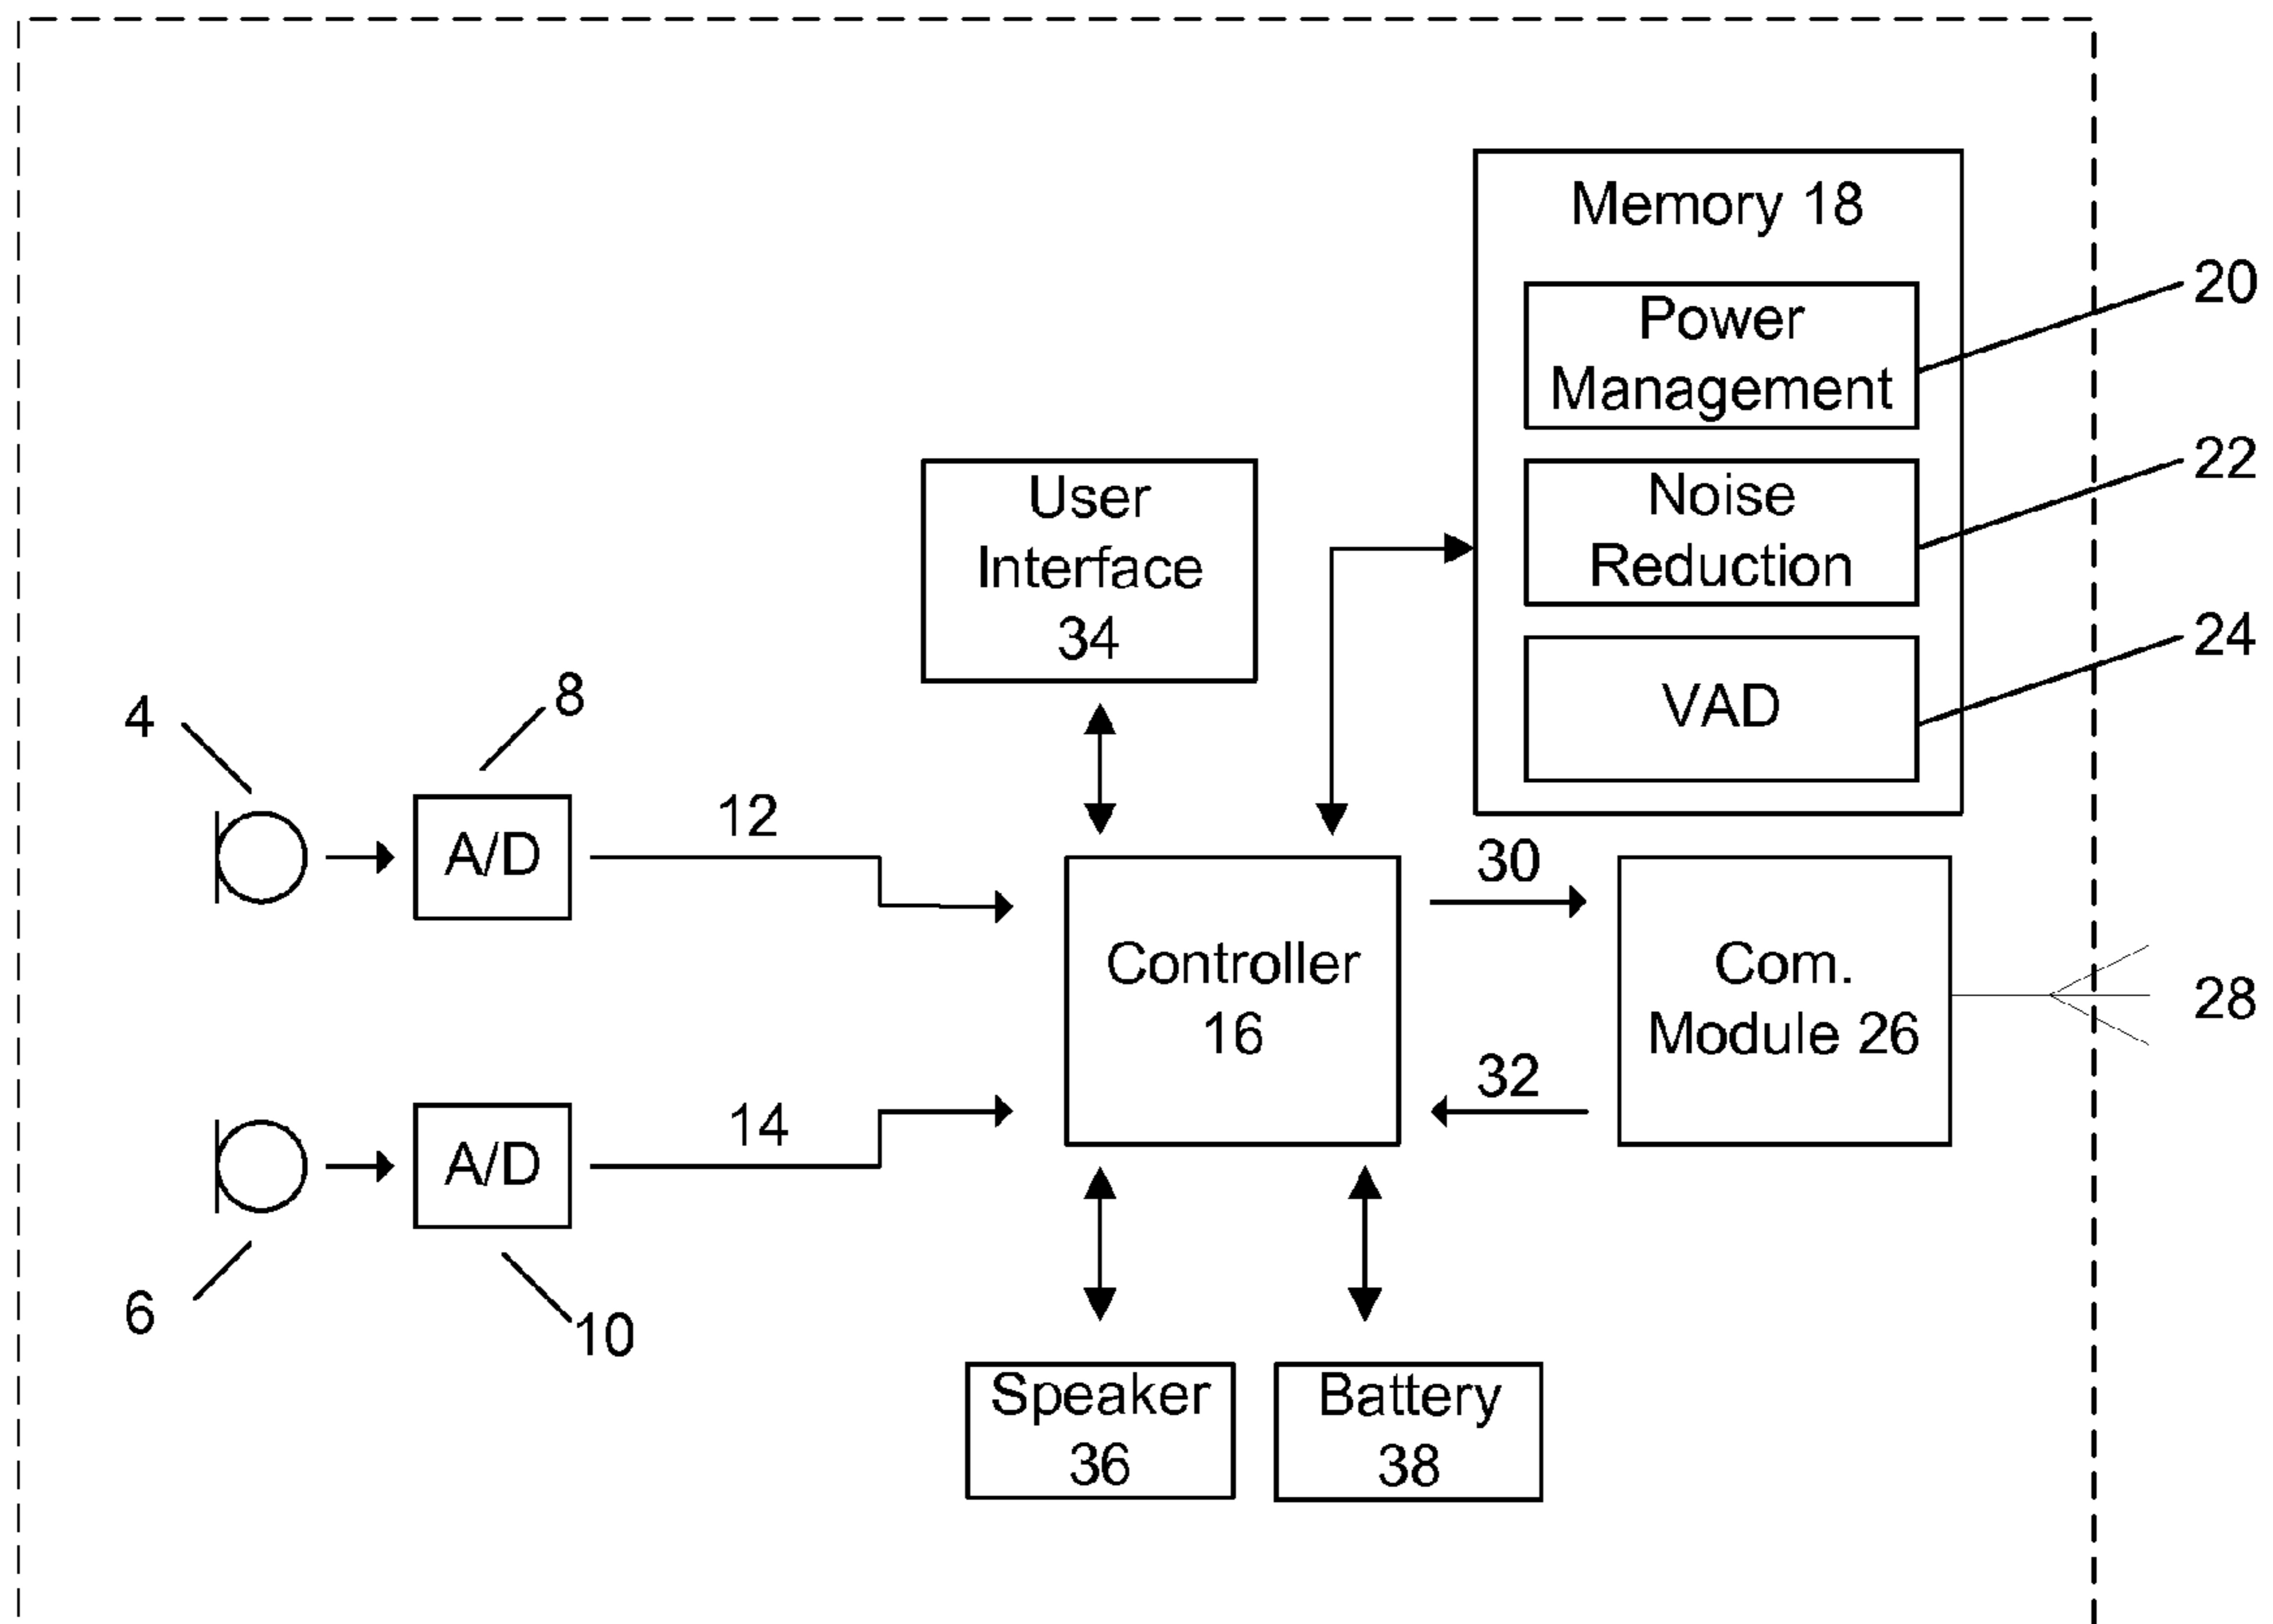 Memory 18
Power
Management
20
Noise
Reduction
22
VAD
24
User
Interface
34
4
8
A/D
12
Controller
16
30
Com.
Module 26
28
32
6
A/D
10
14
Speaker
36
Battery
38